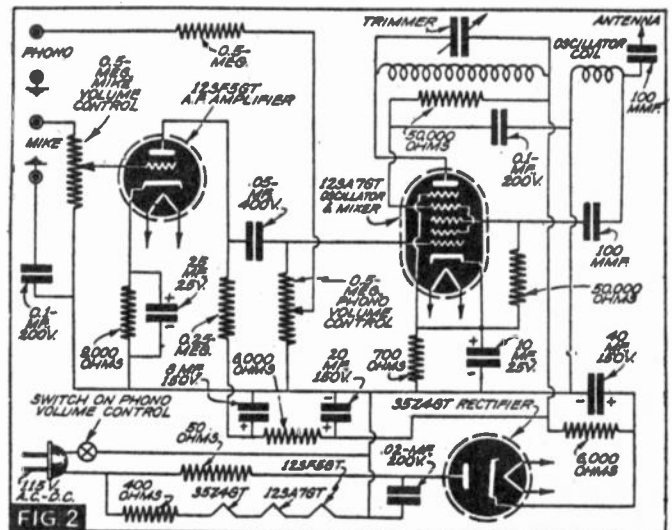 TRIMMER
ANTENNA
PHONO
0.5-
MEG.
OSCILLATOR
COIL
0.5-
MEG.
MIKE
VOLUME
CONTROL
12SF5GT
A.F. AMPLIFIER
MIKE
50,000
OHMS
100
MMF.
0.1-
MF.
200V.
.05-
MF.
400V.
12SA7GT
OSCILLATOR
& MIXER
100
MMF.
0.5-
MEG. PHONO
VOLUME
CONTROL
25
MF.
25V.
0.1-
MF.
200V.
8,000
OHMS
0.25-
MEG.
50,000
OHMS
700
OHMS
10
MF.
25V.
40
MF.
150V.
8 MF.
150V.
6,000
OHMS
20
MF.
150V.
SWITCH ON PHONO
VOLUME CONTROL
35Z4GT RECTIFIER
50
OHMS
.02-MF.
200V.
6,000
OHMS
115V.
A.C.-D.C.
400
OHMS
35Z4GT
12SA7GT
12SF5GT
FIG. 2